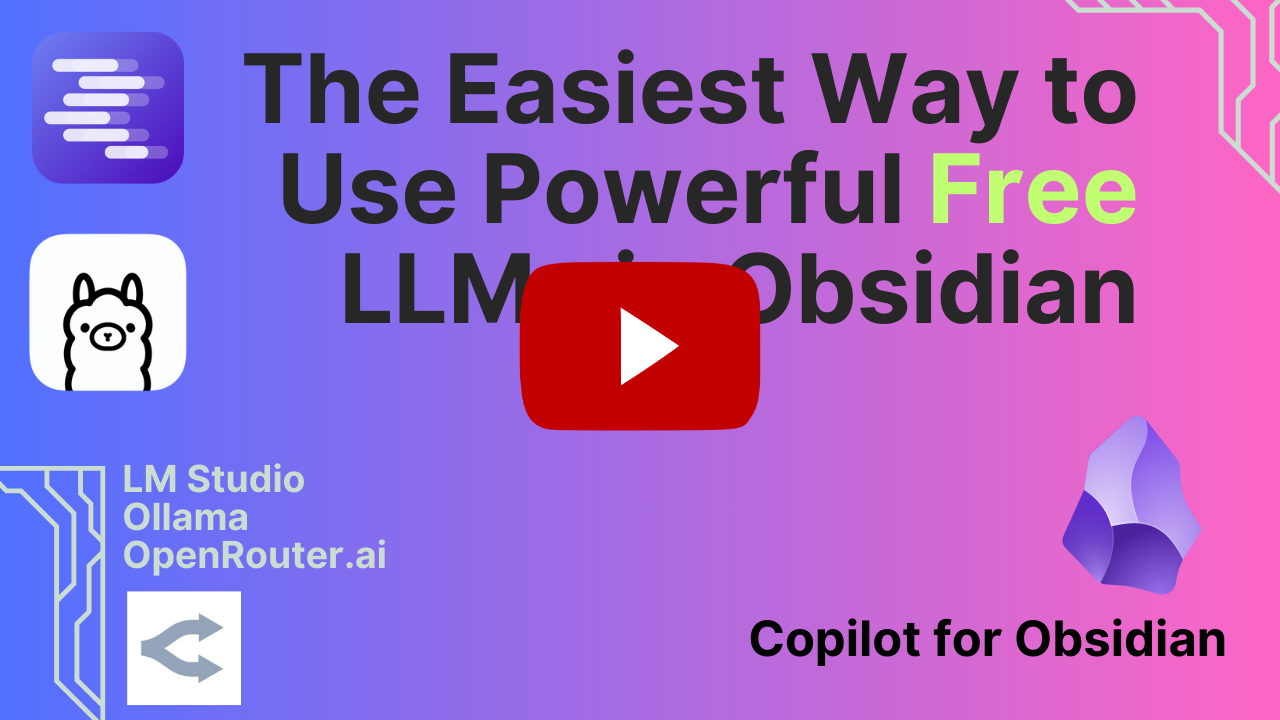 The Easiest Way to
Use Powerful Free
LLM Obsidian
LM Studio
Ollama
OpenRouter.ai
Copilot for Obsidian